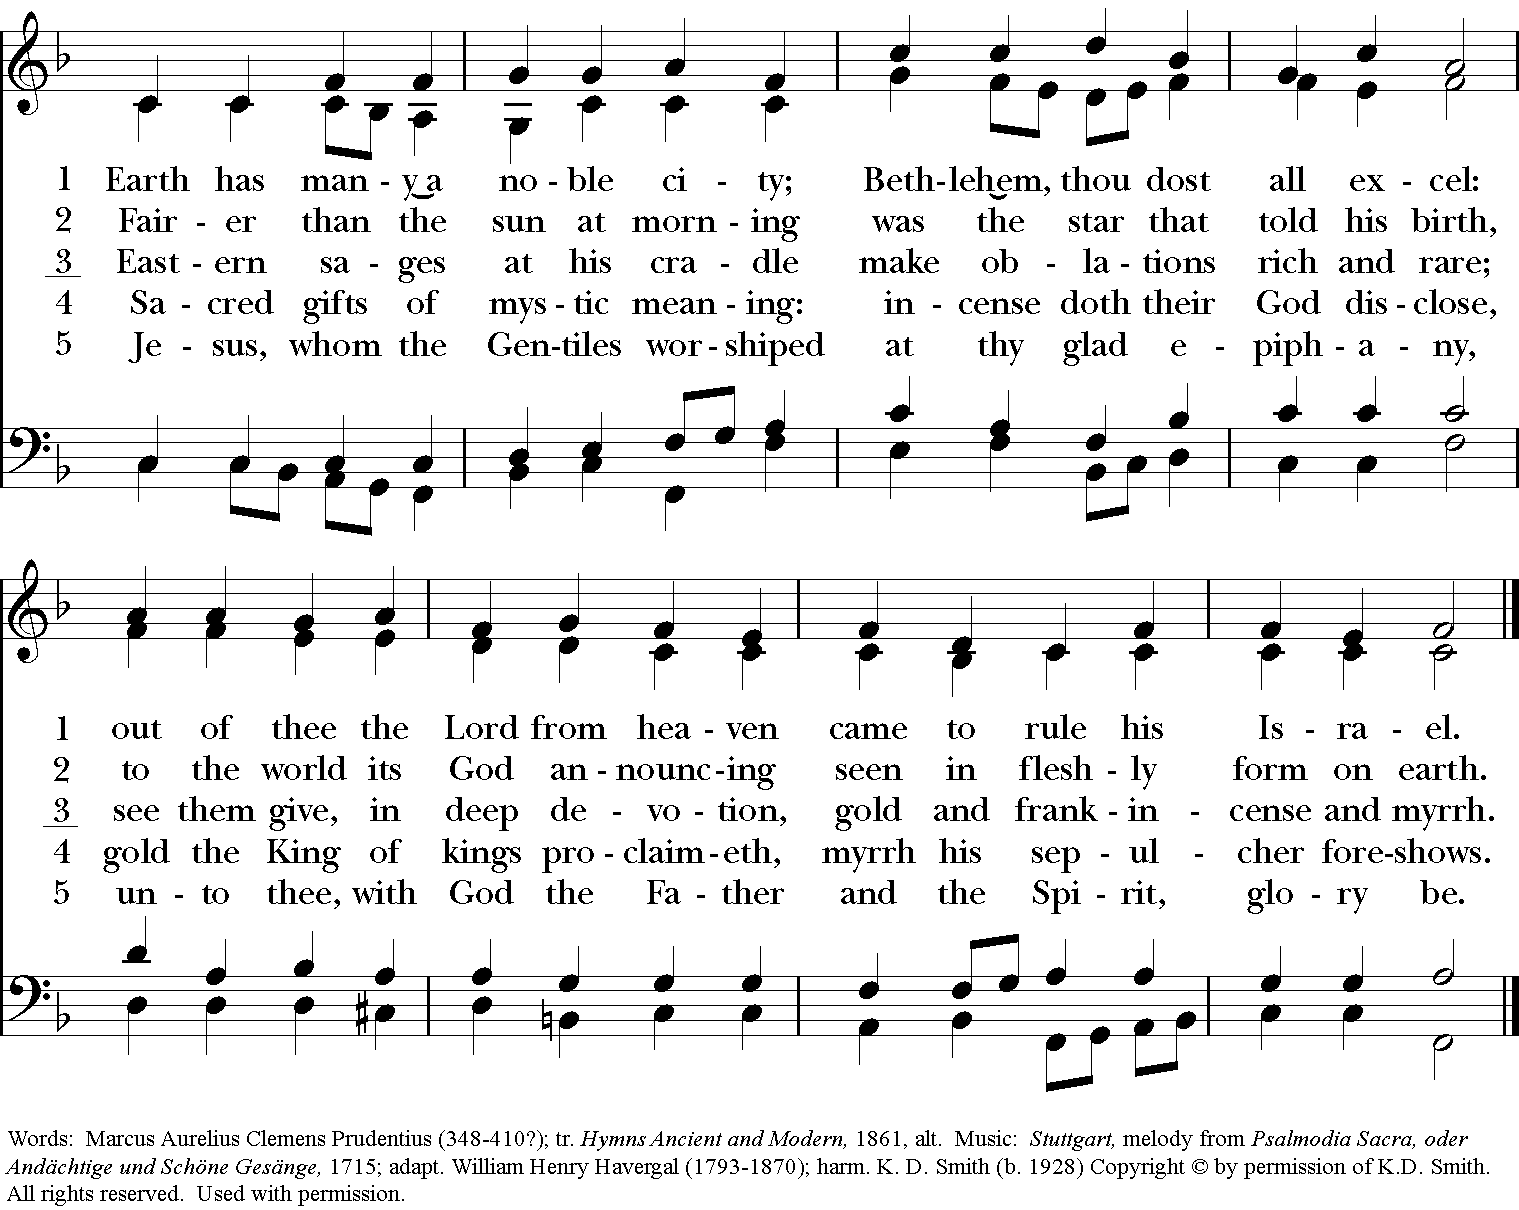 1 Earth has man - y a no - ble ci - ty; Beth-lehem, thou dost all ex - cel:
2 Fair - er than the sun at morn - ing was the star that told his birth,
3 East - ern sa - ges at his cra - dle make ob - la - tions rich and rare;
4 Sa - cred gifts of mys - tic mean - ing: in - cense doth their God dis - close,
5 Je - sus, whom the Gen-tiles wor - shiped at thy glad e - piph - a - ny,
1 out of thee the Lord from hea - ven came to rule his Is - ra - el.
2 to the world its God an - nounc-ing seen in flesh - ly form on earth.
3 see them give, in deep de - vo - tion, gold and frank - in - cense and myrrh.
4 gold the King of kings pro - claim-eth, myrrh his sep - ul - cher fore-shows.
5 un - to thee, with God the Fa - ther and the Spi - rit, glo - ry be.
Words: Marcus Aurelius Clemens Prudentius (348-410?); tr. Hymns Ancient and Modern, 1861, alt. Music: Stuttgart, melody from Psalmodia Sacra, oder
Andächtige und Schöne Gesänge, 1715; adapt. William Henry Havergal (1793-1870); harm. K. D. Smith (b. 1928) Copyright © by permission of K.D. Smith.
All rights reserved. Used with permission.